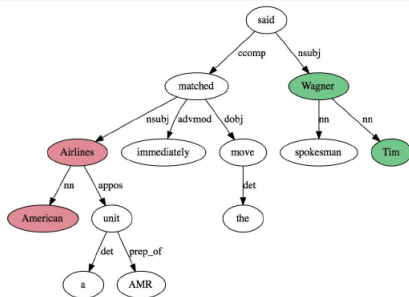 said
ccomp nsubj
matched Wagner
nsubj advmod dobj nn nn
Airlines immediately move spokesman Tim
nn appos det
American unit the
det prep_of
a AMR